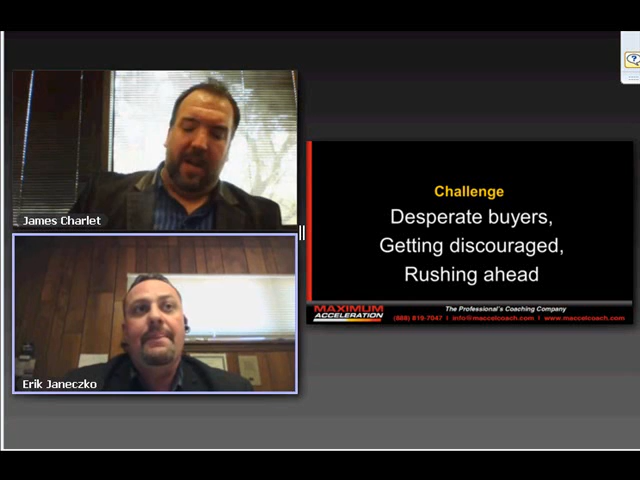 James Charlet
Erik Janeczko
Challenge
Desperate buyers,
Getting discouraged,
Rushing ahead
MAXIMUM
ACCELERATION
The Professional's Coaching Company
(888) 819-7047 | info@maccelcoach.com | www.maccelcoach.com